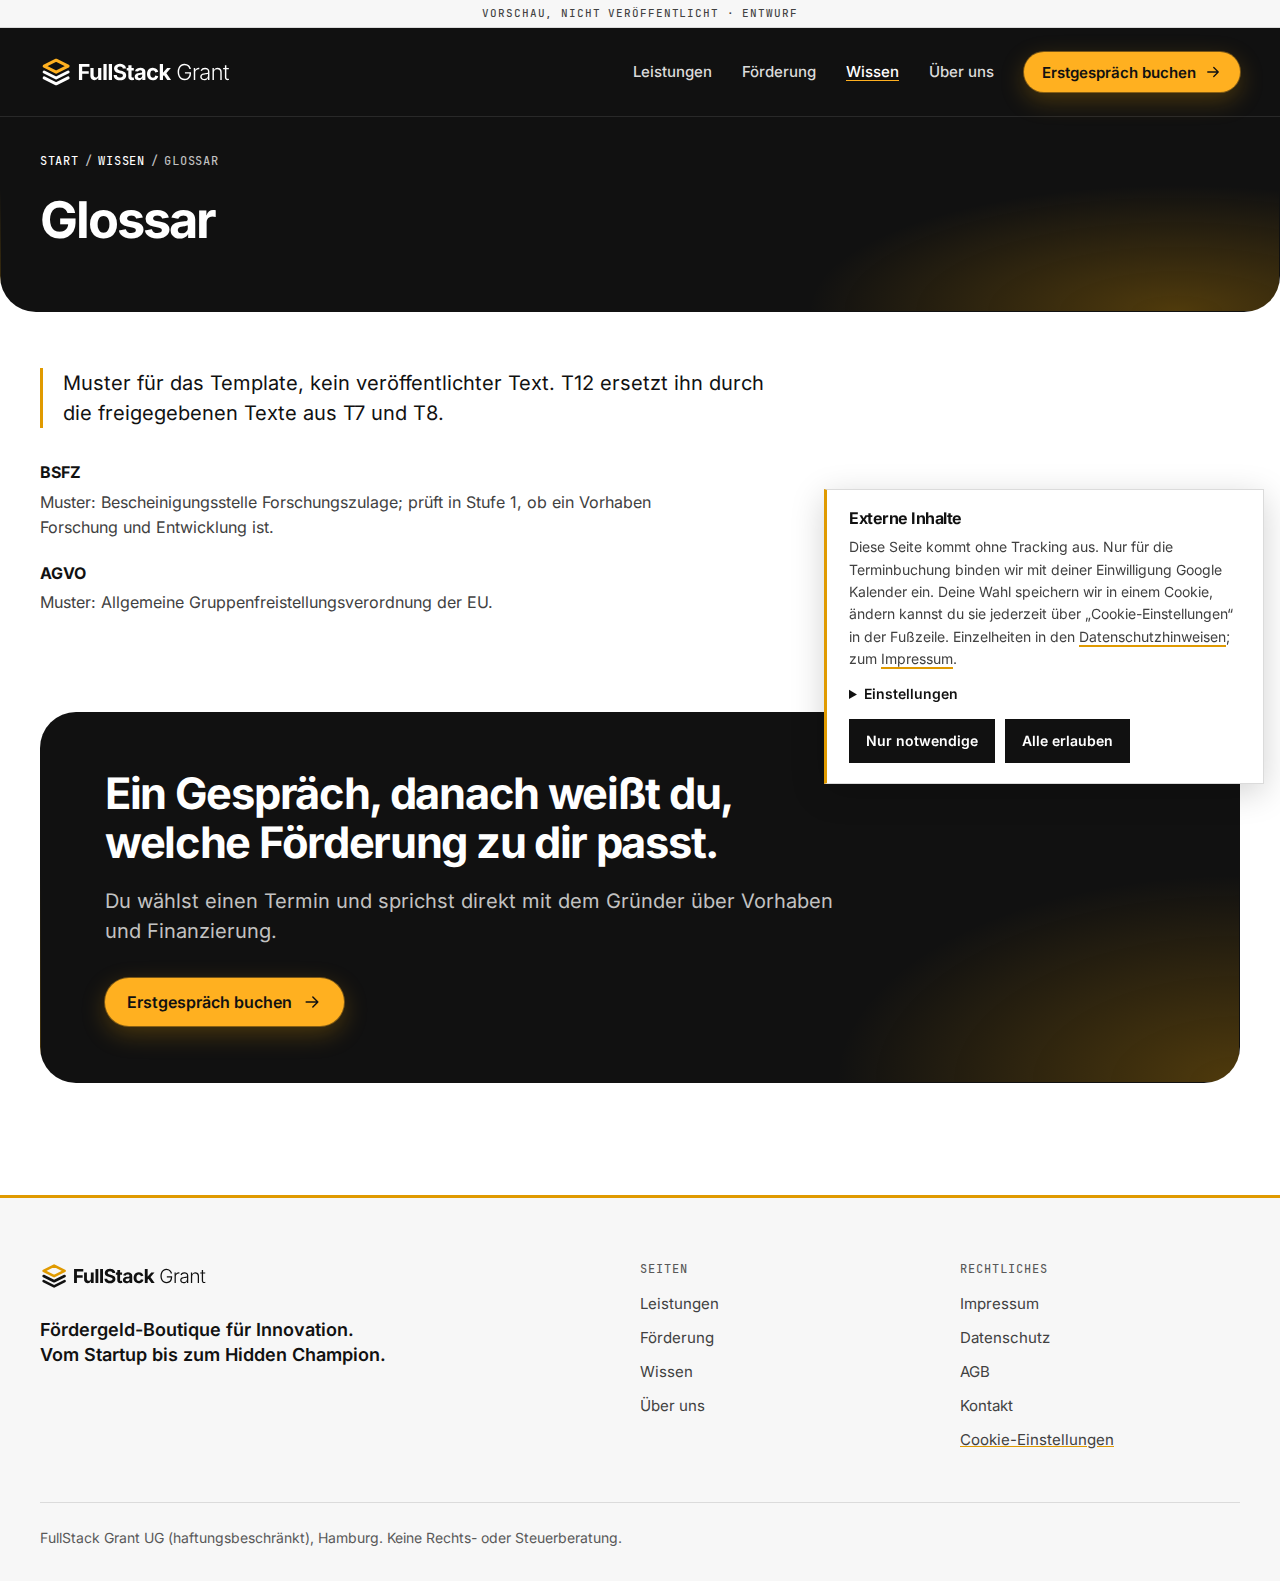 VORSCHAU, NICHT VERÖFFENTLICHT · ENTWURF
FullStack Grant
Leistungen
Förderung
Wissen
Über uns
Erstgespräch buchen →
START / WISSEN / GLOSSAR
Glossar
Muster für das Template, kein veröffentlichter Text. T12 ersetzt ihn durch
die freigegebenen Texte aus T7 und T8.
BSFZ
Muster: Bescheinigungsstelle Forschungszulage; prüft in Stufe 1, ob ein Vorhaben
Forschung und Entwicklung ist.
AGVO
Muster: Allgemeine Gruppenfreistellungsverordnung der EU.
Externe Inhalte
Diese Seite kommt ohne Tracking aus. Nur für die
Terminbuchung binden wir mit deiner Einwilligung Google
Kalender ein. Deine Wahl speichern wir in einem Cookie,
ändern kannst du sie jederzeit über „Cookie-Einstellungen“
in der Fußzeile. Einzelheiten in den Datenschutzhinweisen;
zum Impressum.
Einstellungen
Nur notwendige
Alle erlauben
Ein Gespräch, danach weißt du,
welche Förderung zu dir passt.
Du wählst einen Termin und sprichst direkt mit dem Gründer über Vorhaben
und Finanzierung.
Erstgespräch buchen →
FullStack Grant
Fördergeld-Boutique für Innovation.
Vom Startup bis zum Hidden Champion.
SEITEN
Leistungen
Förderung
Wissen
Über uns
RECHTLICHES
Impressum
Datenschutz
AGB
Kontakt
Cookie-Einstellungen
FullStack Grant UG (haftungsbeschränkt), Hamburg. Keine Rechts- oder Steuerberatung.